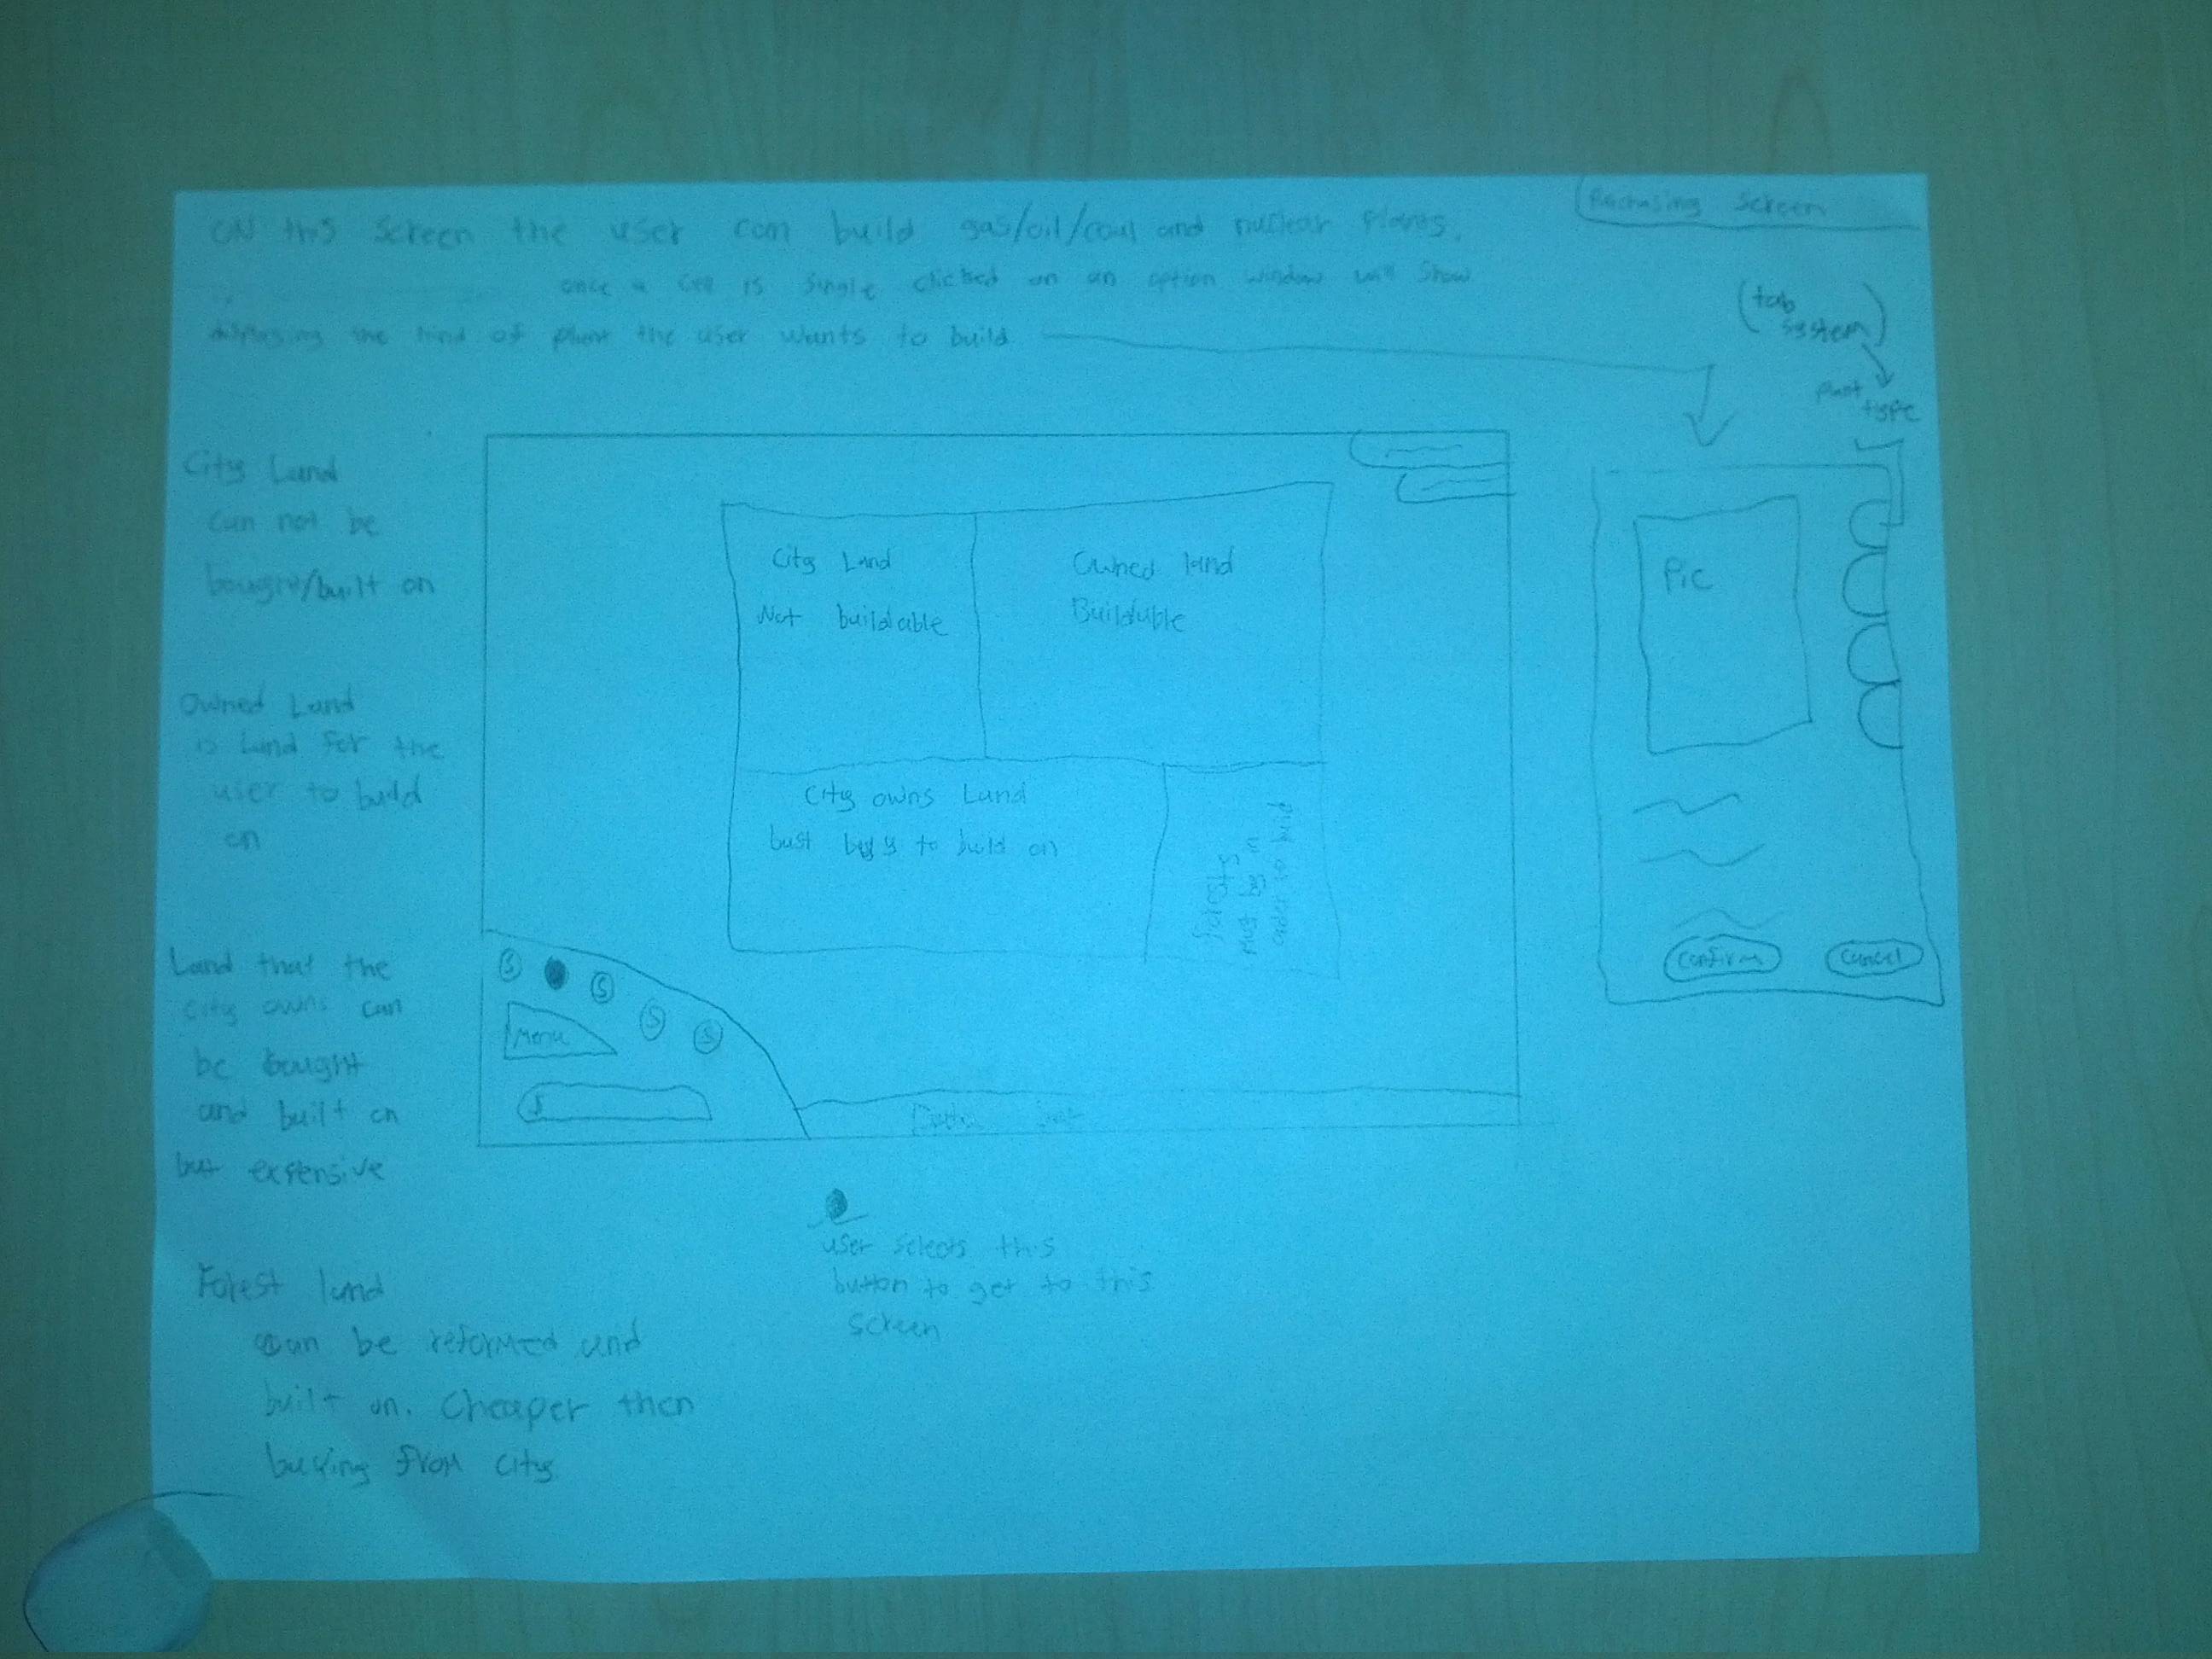 Purchasing Screen
ON this screen the user can build gas/oil/coal and nuclear plants.
once a cell is single clicked on an option window will show
displaying the kind of plant the user wants to build
(tab
system)
plant
type
City Land
can not be
bought/built on
Owned Land
is land for the
user to build
on
Land that the
city owns can
be bought
and built on
but expensive
Forest land
can be reformed and
built on. Cheaper then
buying from city
City Land
Not buildable
Owned land
Buildable
City owns Land
bust buy to build on
forests
must buy in
order to build
Menu
$
S
S
S
S
Pic
Confirm
Cancel
user selects this
button to get to this
screen